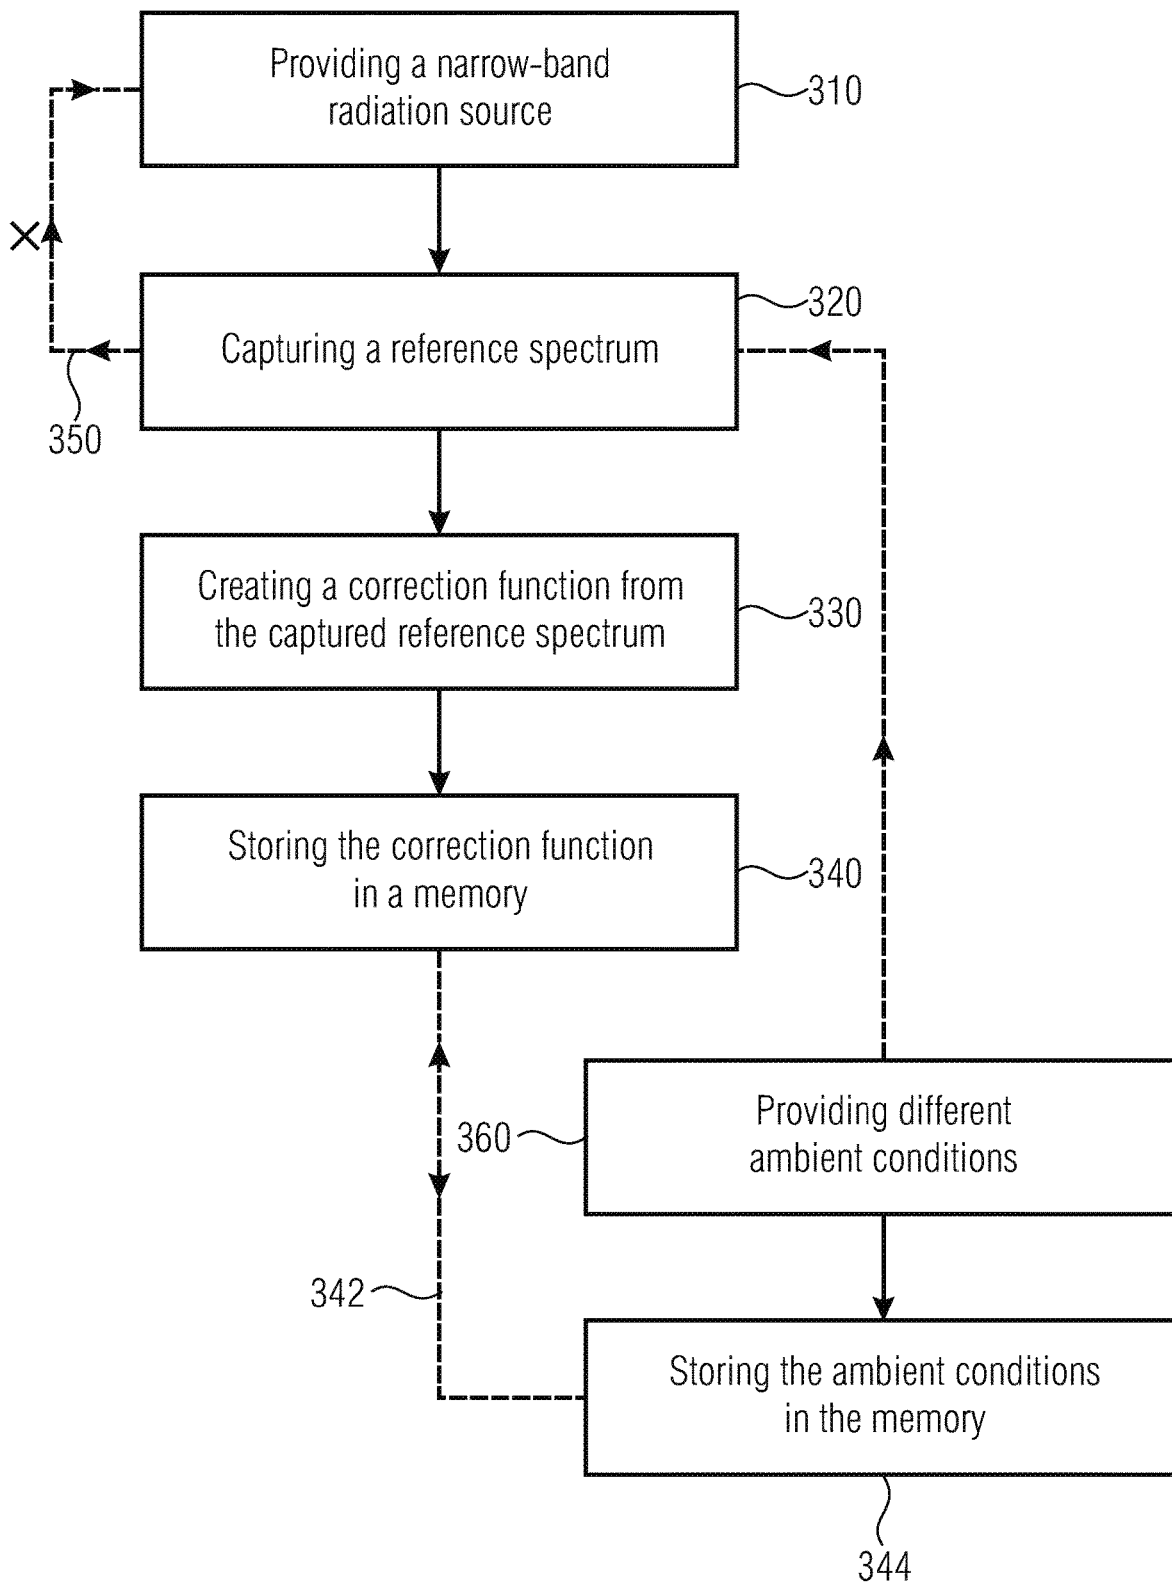 Providing a narrow-band
radiation source
310
×
320
Capturing a reference spectrum
350
Creating a correction function from
the captured reference spectrum
330
Storing the correction function
in a memory
340
Providing different
ambient conditions
360
342
Storing the ambient conditions
in the memory
344